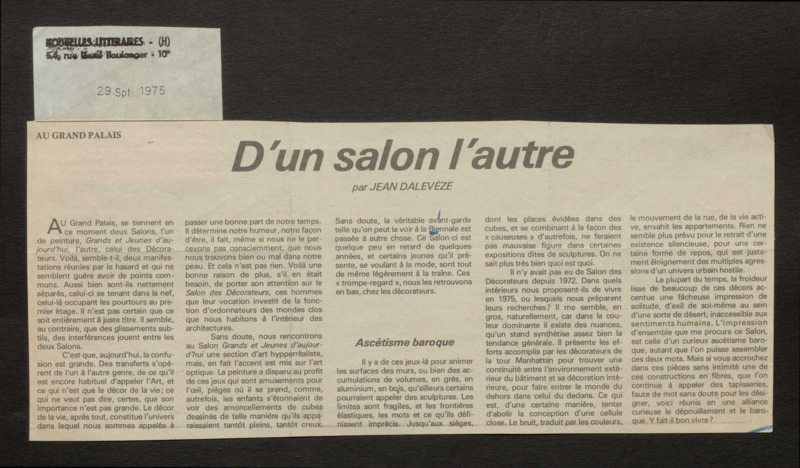 NOUVELLES LITTERAIRES - (H)
54, rue René Boulanger - 10e
29 Spt 1975
AU GRAND PALAIS
D'un salon l'autre
par JEAN DALEVÈZE
AU Grand Palais, se tiennent en
ce moment deux Salons, l'un
de peinture, Grands et Jeunes d'au-
jourd'hui, l'autre, celui des Décora-
teurs. Voilà, semble-t-il, deux manifes-
tations réunies par le hasard et qui ne
semblent guère avoir de points com-
muns. Aussi bien sont-ils nettement
séparés, celui-ci se tenant dans la nef,
celui-là occupant les pourtours au pre-
mier étage. Il n'est pas certain que ce
soit entièrement à juste titre. Il semble,
au contraire, que des glissements sub-
tils, des interférences jouent entre les
deux Salons.
C'est que, aujourd'hui, la confu-
sion est grande. Des transferts s'opè-
rent de l'un à l'autre genre, de ce qu'il
est encore habituel d'appeler l'Art, et
ce qui n'est que le décor de la vie ; ce
qui ne veut pas dire, certes, que son
importance n'est pas grande. Le décor
de la vie, après tout, constitue l'univers
dans lequel nous sommes appelés à
passer une bonne part de notre temps.
Il détermine notre humeur, notre façon
d'être, il fait, même si nous ne le per-
cevons pas consciemment, que nous
nous trouvons bien ou mal dans notre
peau. Et cela n'est pas rien. Voilà une
bonne raison de plus, s'il en était
besoin, de porter son attention sur le
Salon des Décorateurs, ces hommes
que leur vocation investit de la fonc-
tion d'ordonnateurs des mondes clos
que nous habitons à l'intérieur des
architectures.
Sans doute, nous rencontrons
au Salon Grands et Jeunes d'aujour-
d'hui une section d'art hyperréaliste,
mais, en fait l'accent est mis sur l'art
optique. La peinture a disparu au profit
de ces jeux qui sont amusements pour
l'œil, pièges où il se prend, comme,
autrefois, les enfants s'étonnaient de
voir des amoncellements de cubes
dessinés de telle manière qu'ils appa-
raissaient tantôt pleins, tantôt creux.
Sans doute, la véritable avant-garde
telle qu'on peut la voir à la Biennale est
passée à autre chose. Ce Salon-ci est
quelque peu en retard de quelques
années, et certains jeunes qu'il pré-
sente, se voulant à la mode, sont tout
de même légèrement à la traîne. Ces
« trompe-regard », nous les retrouvons
en bas, chez les décorateurs.
Ascétisme baroque
Il y a de ces jeux-là pour animer
les surfaces des murs, ou bien des ac-
cumulations de volumes, en grès, en
aluminium, en bois, qu'ailleurs certains
pourraient appeler des sculptures. Les
limites sont fragiles, et les frontières
élastiques, les mots et ce qu'ils défi-
nissent imprécis. Jusqu'aux sièges,
dont les places évidées dans des
cubes, et se combinant à la façon des
« causeuses » d'autrefois, ne feraient
pas mauvaise figure dans certaines
expositions dites de sculptures. On ne
sait plus très bien quoi est quoi.
Il n'y avait pas eu de Salon des
Décorateurs depuis 1972. Dans quels
intérieurs nous proposent-ils de vivre
en 1975, ou lesquels nous préparent
leurs recherches ? Il me semble, en
gros, naturellement, car dans la cou-
leur dominante il existe des nuances,
qu'un stand synthétise assez bien la
tendance générale. Il présente les ef-
forts accomplis par les décorateurs de
la tour Manhattan pour trouver une
continuité entre l'environnement exté-
rieur du bâtiment et sa décoration inté-
rieure, pour faire entrer le monde du
dehors dans celui du dedans. Ce qui
est, d'une certaine manière, tenter
d'abolir la conception d'une cellule
close. Le bruit, traduit par les couleurs,
le mouvement de la rue, de la vie acti-
ve, envahit les appartements. Rien ne
semble plus prévu pour le retrait d'une
existence silencieuse, pour une cer-
taine forme de repos, qui est juste-
ment éloignement des multiples agres-
sions d'un univers urbain hostile.
La plupart du temps, la froideur
lisse de beaucoup de ces décors ac-
centue une fâcheuse impression de
solitude, d'exil de soi-même au sein
d'une sorte de désert, inaccessible aux
sentiments humains. L'impression
d'ensemble que me procure ce Salon,
est celle d'un curieux ascétisme baro-
que, autant que l'on puisse assembler
ces deux mots. Mais si vous accrochez
dans ces pièces sans intimité une de
ces constructions en fibres, que l'on
continue à appeler des tapisseries,
faute de mot sans doute pour les dési-
gner, voici réunis en une alliance
curieuse le dépouillement et le baro-
que. Y fait-il bon vivre ?